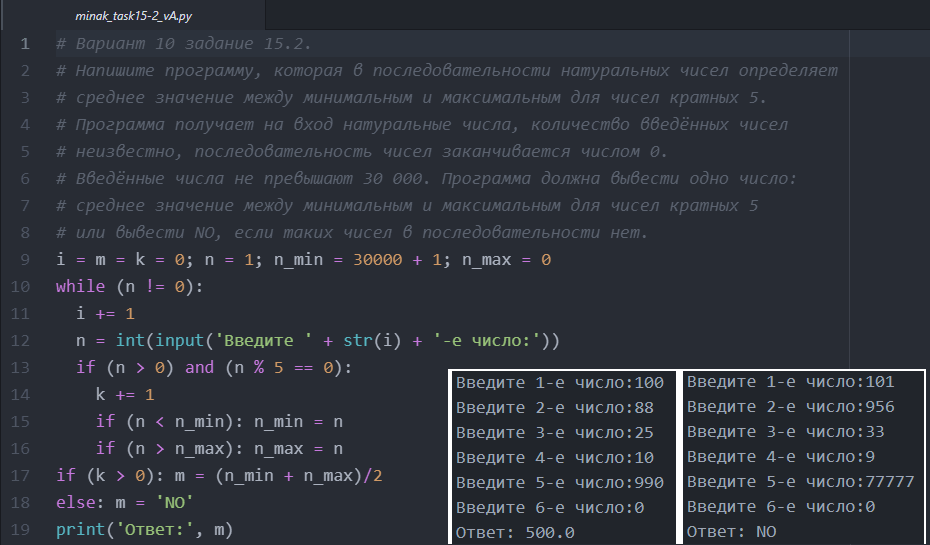 minak_task15-2_vA.py
1 # Вариант 10 задание 15.2.
2 # Напишите программу, которая в последовательности натуральных чисел определяет
3 # среднее значение между минимальным и максимальным для чисел кратных 5.
4 # Программа получает на вход натуральные числа, количество введённых чисел
5 # неизвестно, последовательность чисел заканчивается числом 0.
6 # Введённые числа не превышают 30 000. Программа должна вывести одно число:
7 # среднее значение между минимальным и максимальным для чисел кратных 5
8 # или вывести NO, если таких чисел в последовательности нет.
9 i = m = k = 0; n = 1; n_min = 30000 + 1; n_max = 0
10 while (n != 0):
11   i += 1
12   n = int(input('Введите ' + str(i) + '-е число:'))
13   if (n > 0) and (n % 5 == 0):
14     k += 1
15     if (n < n_min): n_min = n
16     if (n > n_max): n_max = n
17 if (k > 0): m = (n_min + n_max)/2
18 else: m = 'NO'
19 print('Ответ:', m)
Введите 1-е число:100
Введите 2-е число:88
Введите 3-е число:25
Введите 4-е число:10
Введите 5-е число:990
Введите 6-е число:0
Ответ: 500.0
Введите 1-е число:101
Введите 2-е число:956
Введите 3-е число:33
Введите 4-е число:9
Введите 5-е число:77777
Введите 6-е число:0
Ответ: NO